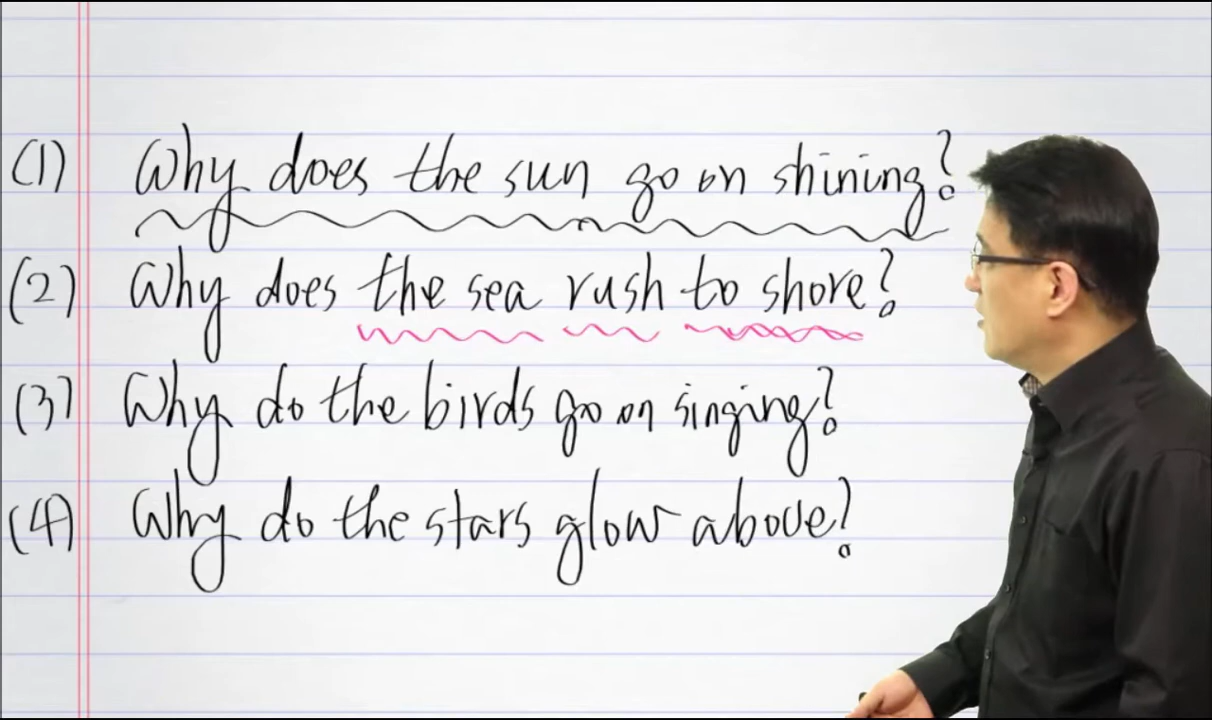 (1) Why does the sun go on shining?
(2) Why does the sea rush to shore?
(3) Why do the birds go on singing?
(4) Why do the stars glow above?